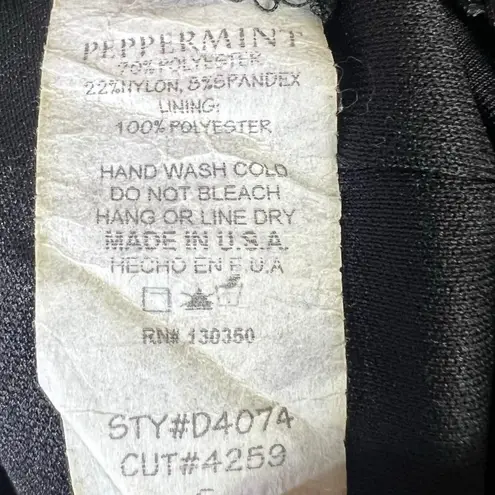 PEPPERMINT
70% POLYESTER
22%NYLON, 8%SPANDEX
LINING:
100% POLYESTER
HAND WASH COLD
DO NOT BLEACH
HANG OR LINE DRY
MADE IN U.S.A.
HECHO EN E.U.A
RN# 130350
STY#D4074
CUT#4259